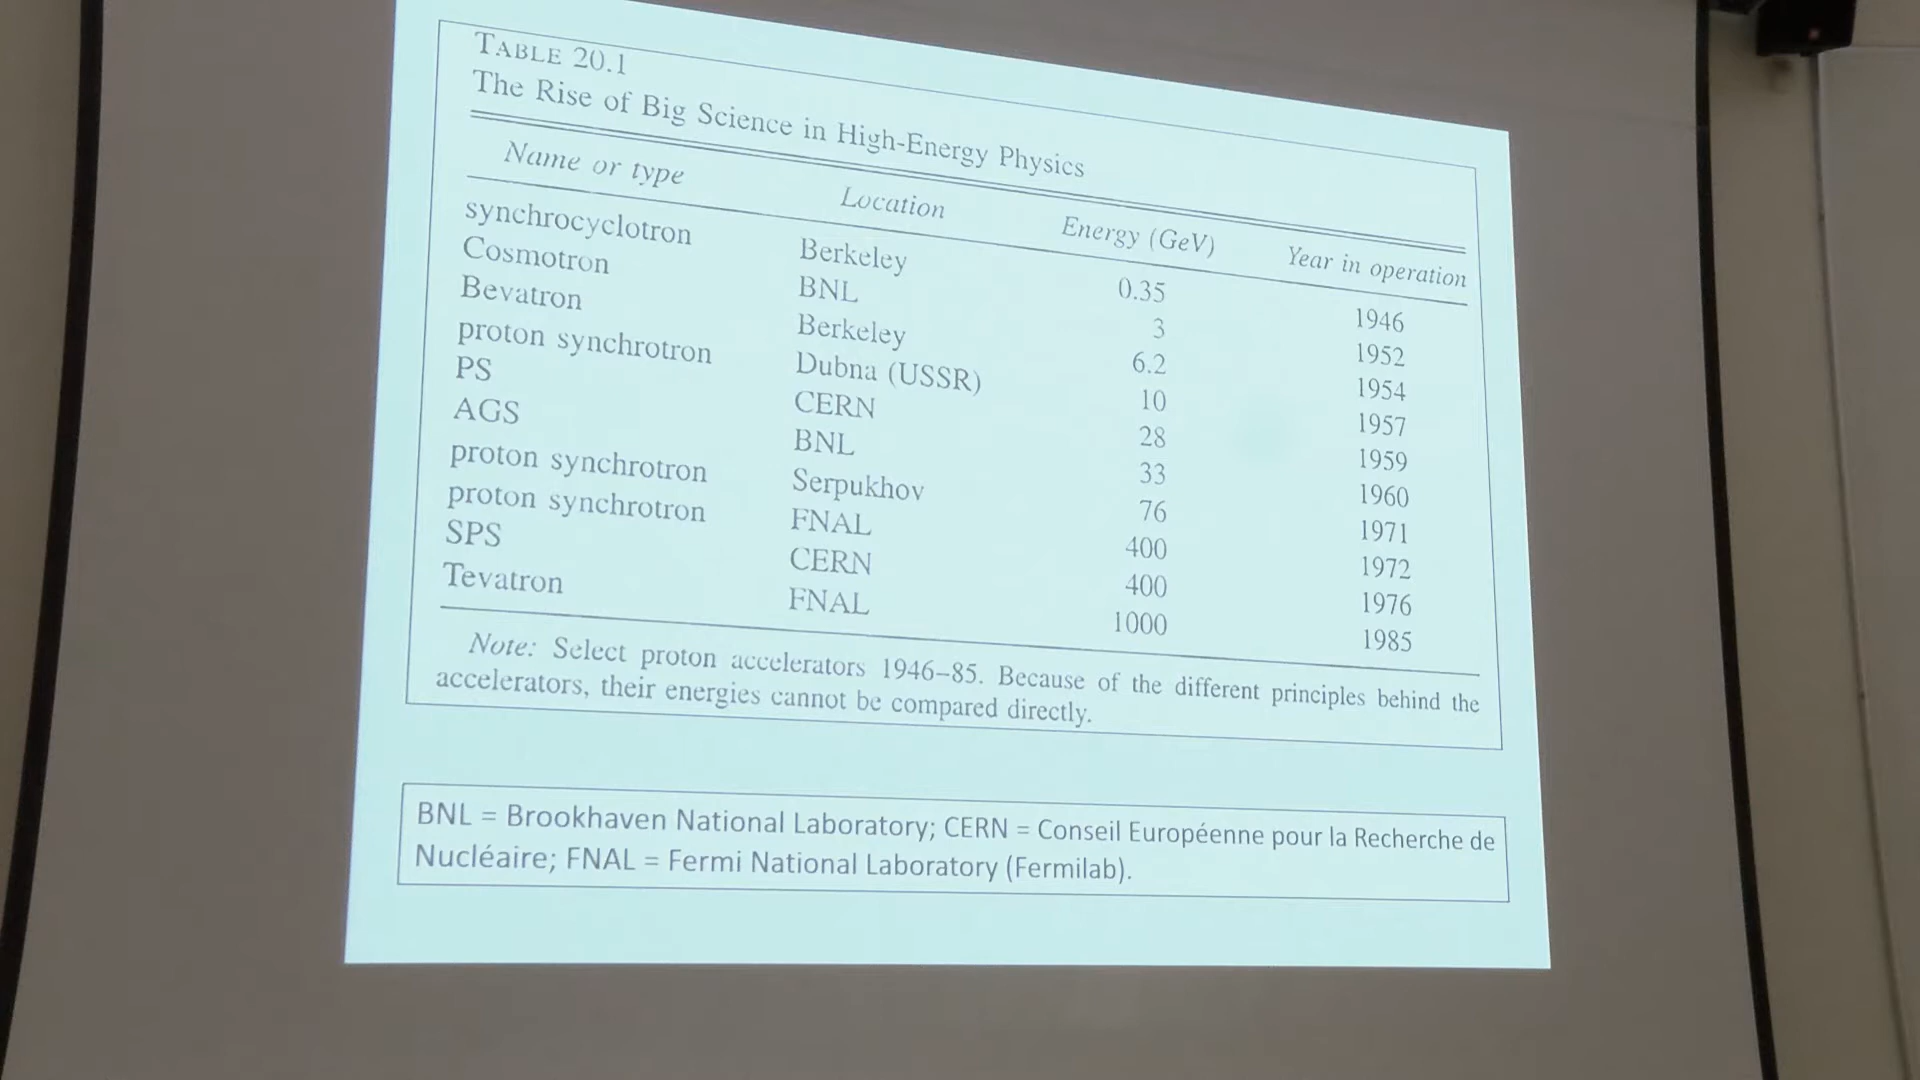 TABLE 20.1
The Rise of Big Science in High-Energy Physics
Name or type Location Energy (GeV) Year in operation
synchrocyclotron Berkeley 0.35 1946
Cosmotron BNL 3 1952
Bevatron Berkeley 6.2 1954
proton synchrotron Dubna (USSR) 10 1957
PS CERN 28 1959
AGS BNL 33 1960
proton synchrotron Serpukhov 76 1971
proton synchrotron FNAL 400 1972
SPS CERN 400 1976
Tevatron FNAL 1000 1985
Note: Select proton accelerators 1946–85. Because of the different principles behind the
accelerators, their energies cannot be compared directly.
BNL = Brookhaven National Laboratory; CERN = Conseil Européenne pour la Recherche de
Nucléaire; FNAL = Fermi National Laboratory (Fermilab).